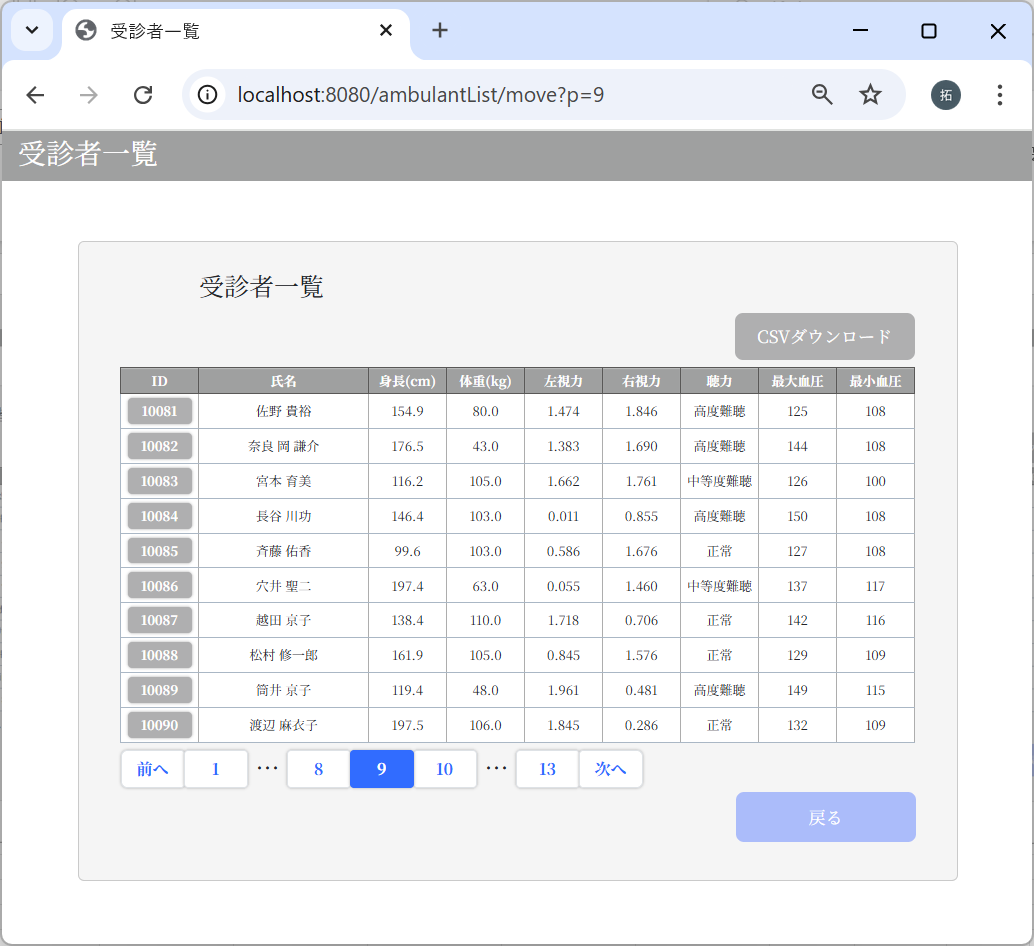 受診者一覧
localhost:8080/ambulantList/move?p=9
拓
受診者一覧
受診者一覧
CSVダウンロード
ID 氏名 身長(cm) 体重(kg) 左視力 右視力 聴力 最大血圧 最小血圧
10081 佐野 貴裕 154.9 80.0 1.474 1.846 高度難聴 125 108
10082 奈良 岡 謙介 176.5 43.0 1.383 1.690 高度難聴 144 108
10083 宮本 育美 116.2 105.0 1.662 1.761 中等度難聴 126 100
10084 長谷 川功 146.4 103.0 0.011 0.855 高度難聴 150 108
10085 斉藤 佑香 99.6 103.0 0.586 1.676 正常 127 108
10086 穴井 聖二 197.4 63.0 0.055 1.460 中等度難聴 137 117
10087 越田 京子 138.4 110.0 1.718 0.706 正常 142 116
10088 松村 修一郎 161.9 105.0 0.845 1.576 正常 129 109
10089 筒井 京子 119.4 48.0 1.961 0.481 高度難聴 149 115
10090 渡辺 麻衣子 197.5 106.0 1.845 0.286 正常 132 109
前へ 1 … 8 9 10 … 13 次へ
戻る